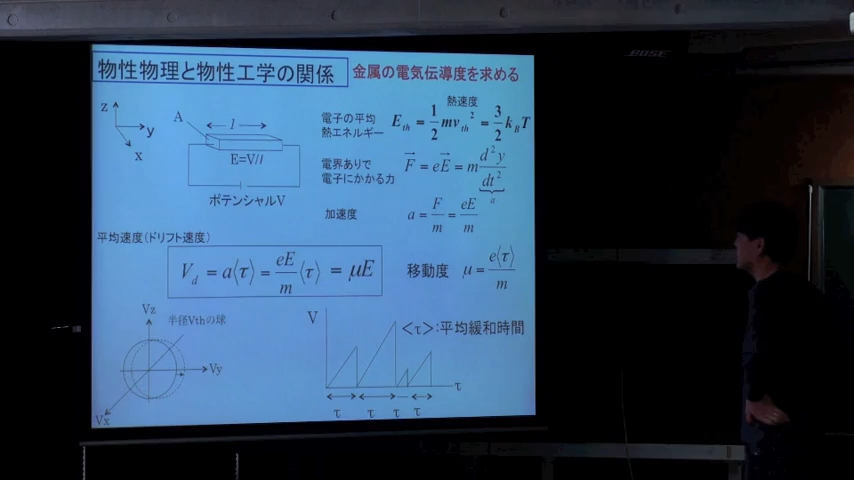 BOSE
物性物理と物性工学の関係
金属の電気伝導度を求める
z
y
x
A
l
E=V/l
ポテンシャルV
熱速度
電子の平均
熱エネルギー
E_th = 1/2 mv_th^2 = 3/2 k_B T
電界ありで
電子にかかる力
F = eE = m d^2y/dt^2
a
加速度
a = F/m = eE/m
平均速度(ドリフト速度)
V_d = a⟨τ⟩ = eE/m ⟨τ⟩ = μE
移動度 μ = e⟨τ⟩/m
Vz
半径Vthの球
Vy
Vx
V
<τ>:平均緩和時間
τ
τ τ τ τ